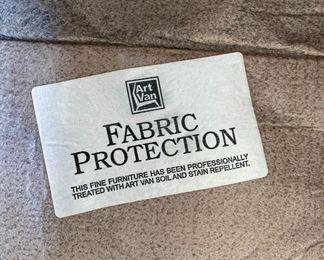 Art
Van
FABRIC
PROTECTION
THIS FINE FURNITURE HAS BEEN PROFESSIONALLY
TREATED WITH ART VAN SOIL AND STAIN REPELLENT.